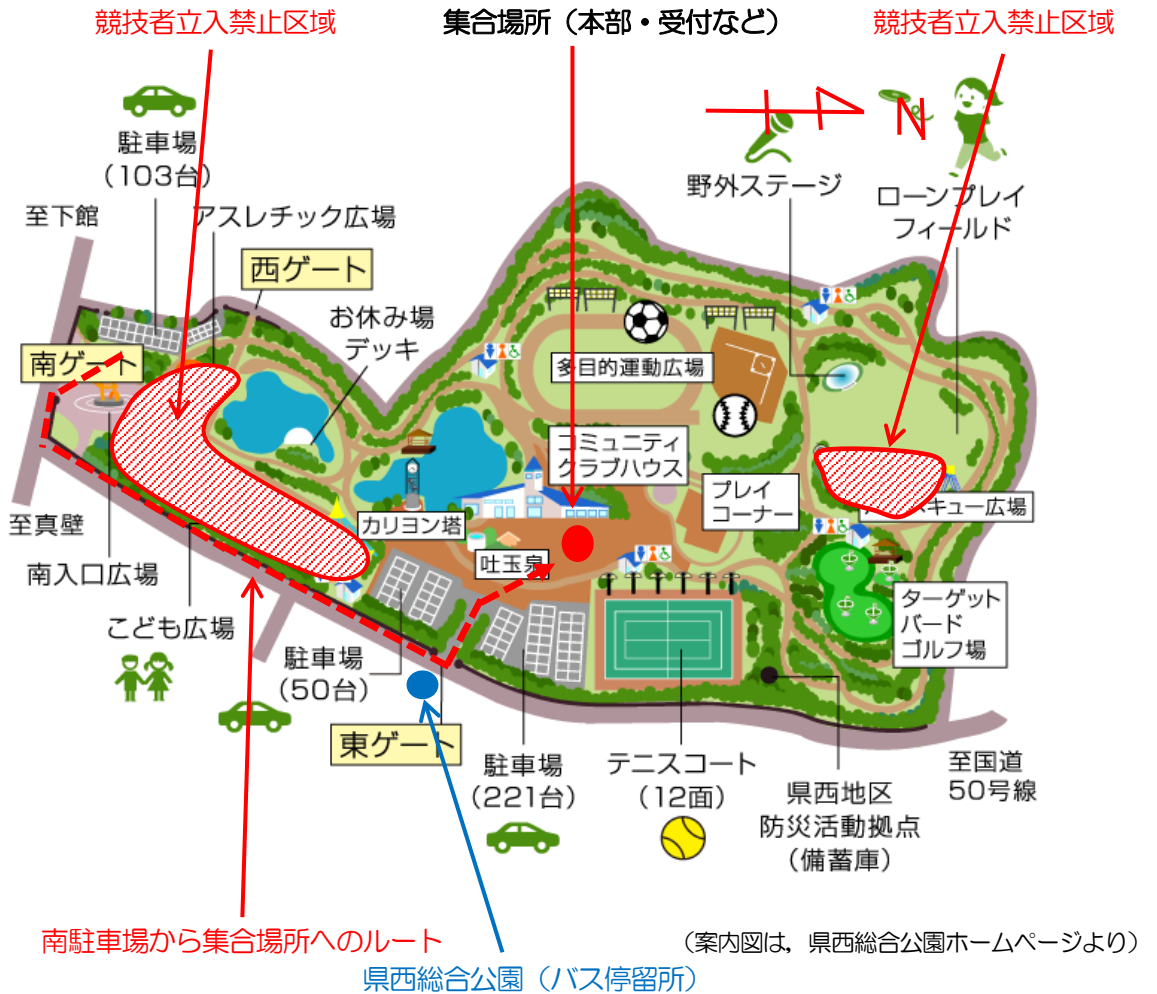 競技者立入禁止区域
集合場所（本部・受付など）
競技者立入禁止区域
N
駐車場
(103台)
野外ステージ
ローンプレイ
フィールド
至下館
アスレチック広場
西ゲート
お休み場
デッキ
南ゲート
多目的運動広場
コミュニティ
クラブハウス
プレイ
コーナー
キュー広場
至真壁
カリヨン塔
吐玉泉
南入口広場
ターゲット
バード
ゴルフ場
こども広場
駐車場
(50台)
東ゲート
駐車場
(221台)
テニスコート
(12面)
県西地区
防災活動拠点
(備蓄庫)
至国道
50号線
南駐車場から集合場所へのルート
（案内図は，県西総合公園ホームページより）
県西総合公園（バス停留所）